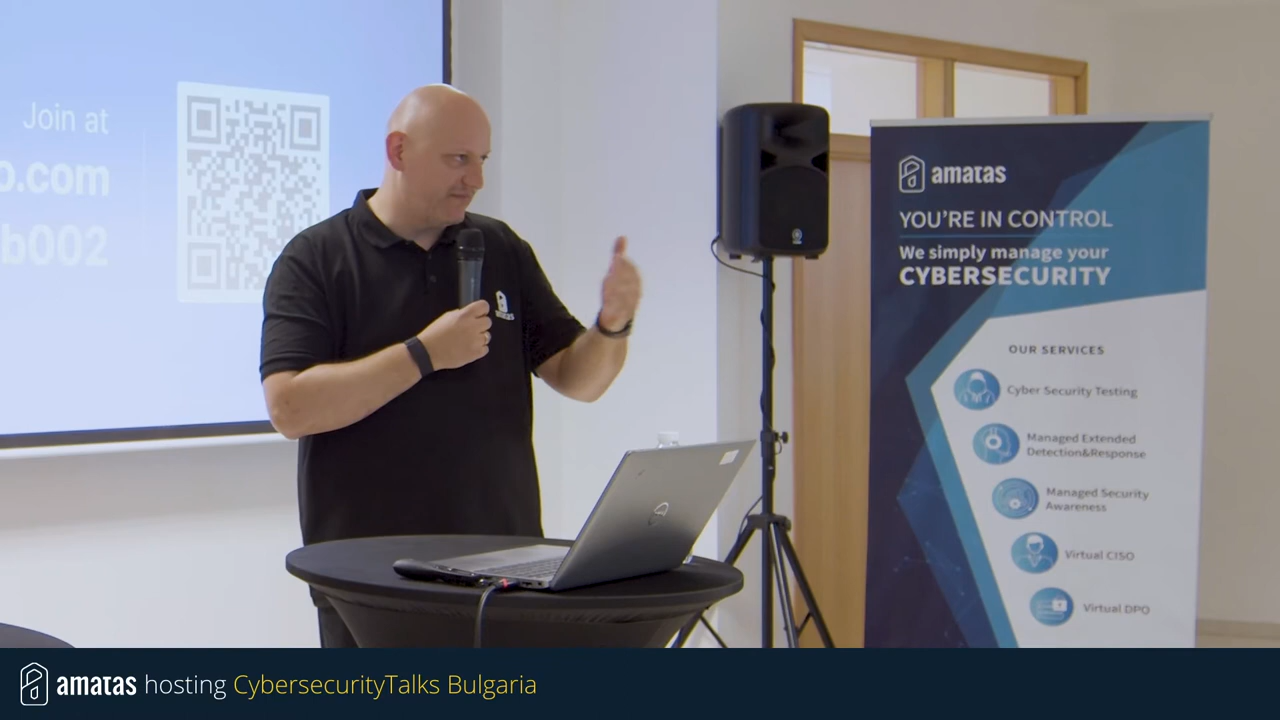 Join at
o.com
b002
amatas
amatas
YOU'RE IN CONTROL
We simply manage your
CYBERSECURITY
OUR SERVICES
Cyber Security Testing
Managed Extended
Detection&Response
Managed Security
Awareness
Virtual CISO
Virtual DPO
amatas hosting CybersecurityTalks Bulgaria